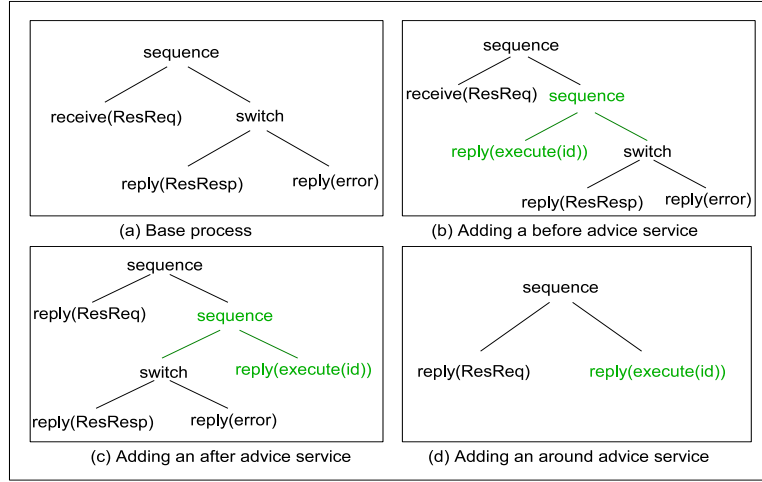 sequence
receive(ResReq)
switch
reply(ResResp)
reply(error)
(a) Base process
sequence
receive(ResReq)
sequence
reply(execute(id))
switch
reply(ResResp)
reply(error)
(b) Adding a before advice service
sequence
reply(ResReq)
sequence
switch
reply(execute(id))
reply(ResResp)
reply(error)
(c) Adding an after advice service
sequence
reply(ResReq)
reply(execute(id))
(d) Adding an around advice service